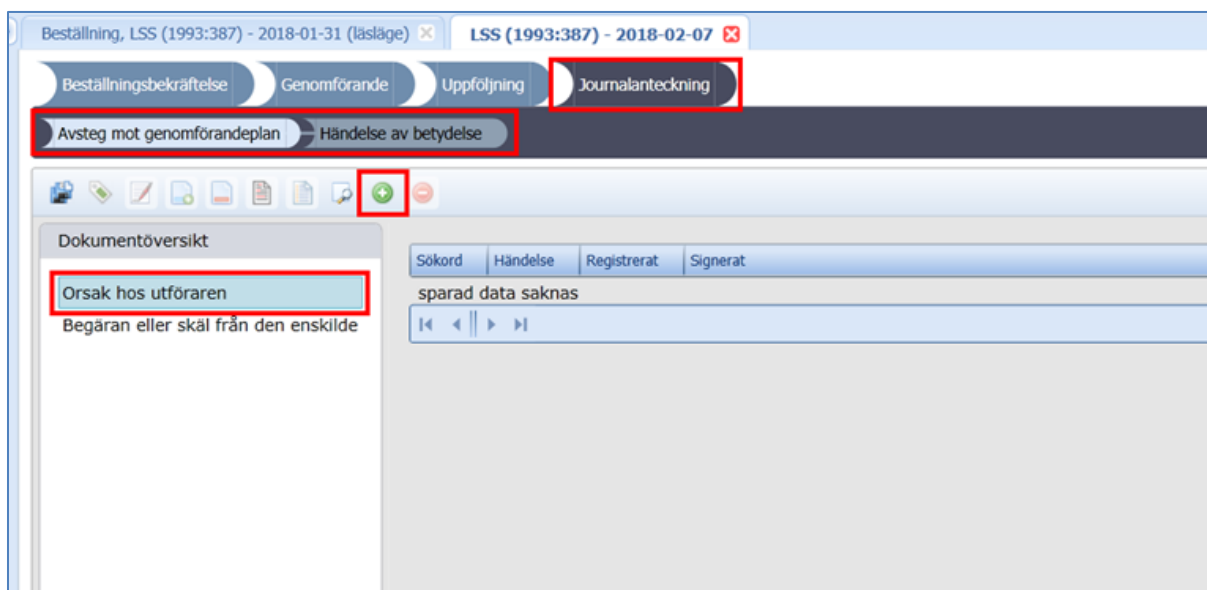 Beställning, LSS (1993:387) - 2018-01-31 (läsläge) LSS (1993:387) - 2018-02-07
Beställningsbekräftelse Genomförande Uppföljning Journalanteckning
Avsteg mot genomförandeplan Händelse av betydelse
Dokumentöversikt
Orsak hos utföraren
Begäran eller skäl från den enskilde
Sökord Händelse Registrerat Signerat
sparad data saknas